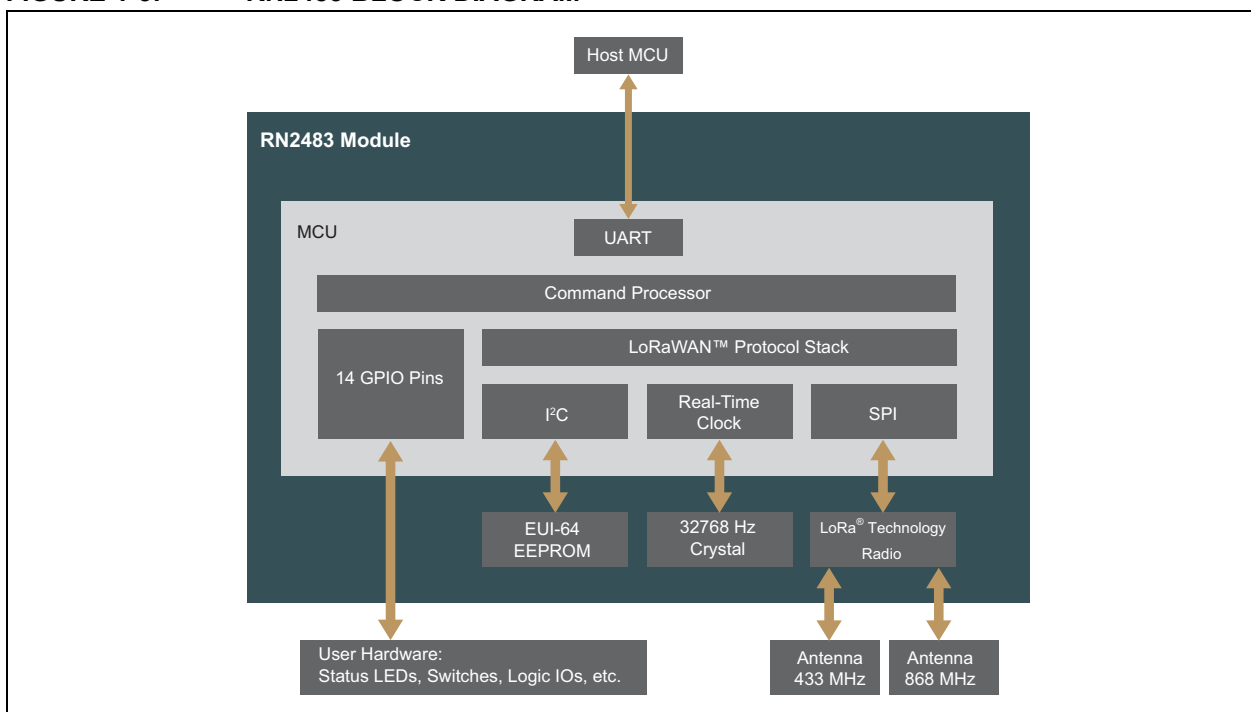 Host MCU
RN2483 Module
MCU
UART
Command Processor
LoRaWAN™ Protocol Stack
14 GPIO Pins
I²C
Real-Time
Clock
SPI
EUI-64
EEPROM
32768 Hz
Crystal
LoRa® Technology
Radio
User Hardware:
Status LEDs, Switches, Logic IOs, etc.
Antenna
433 MHz
Antenna
868 MHz